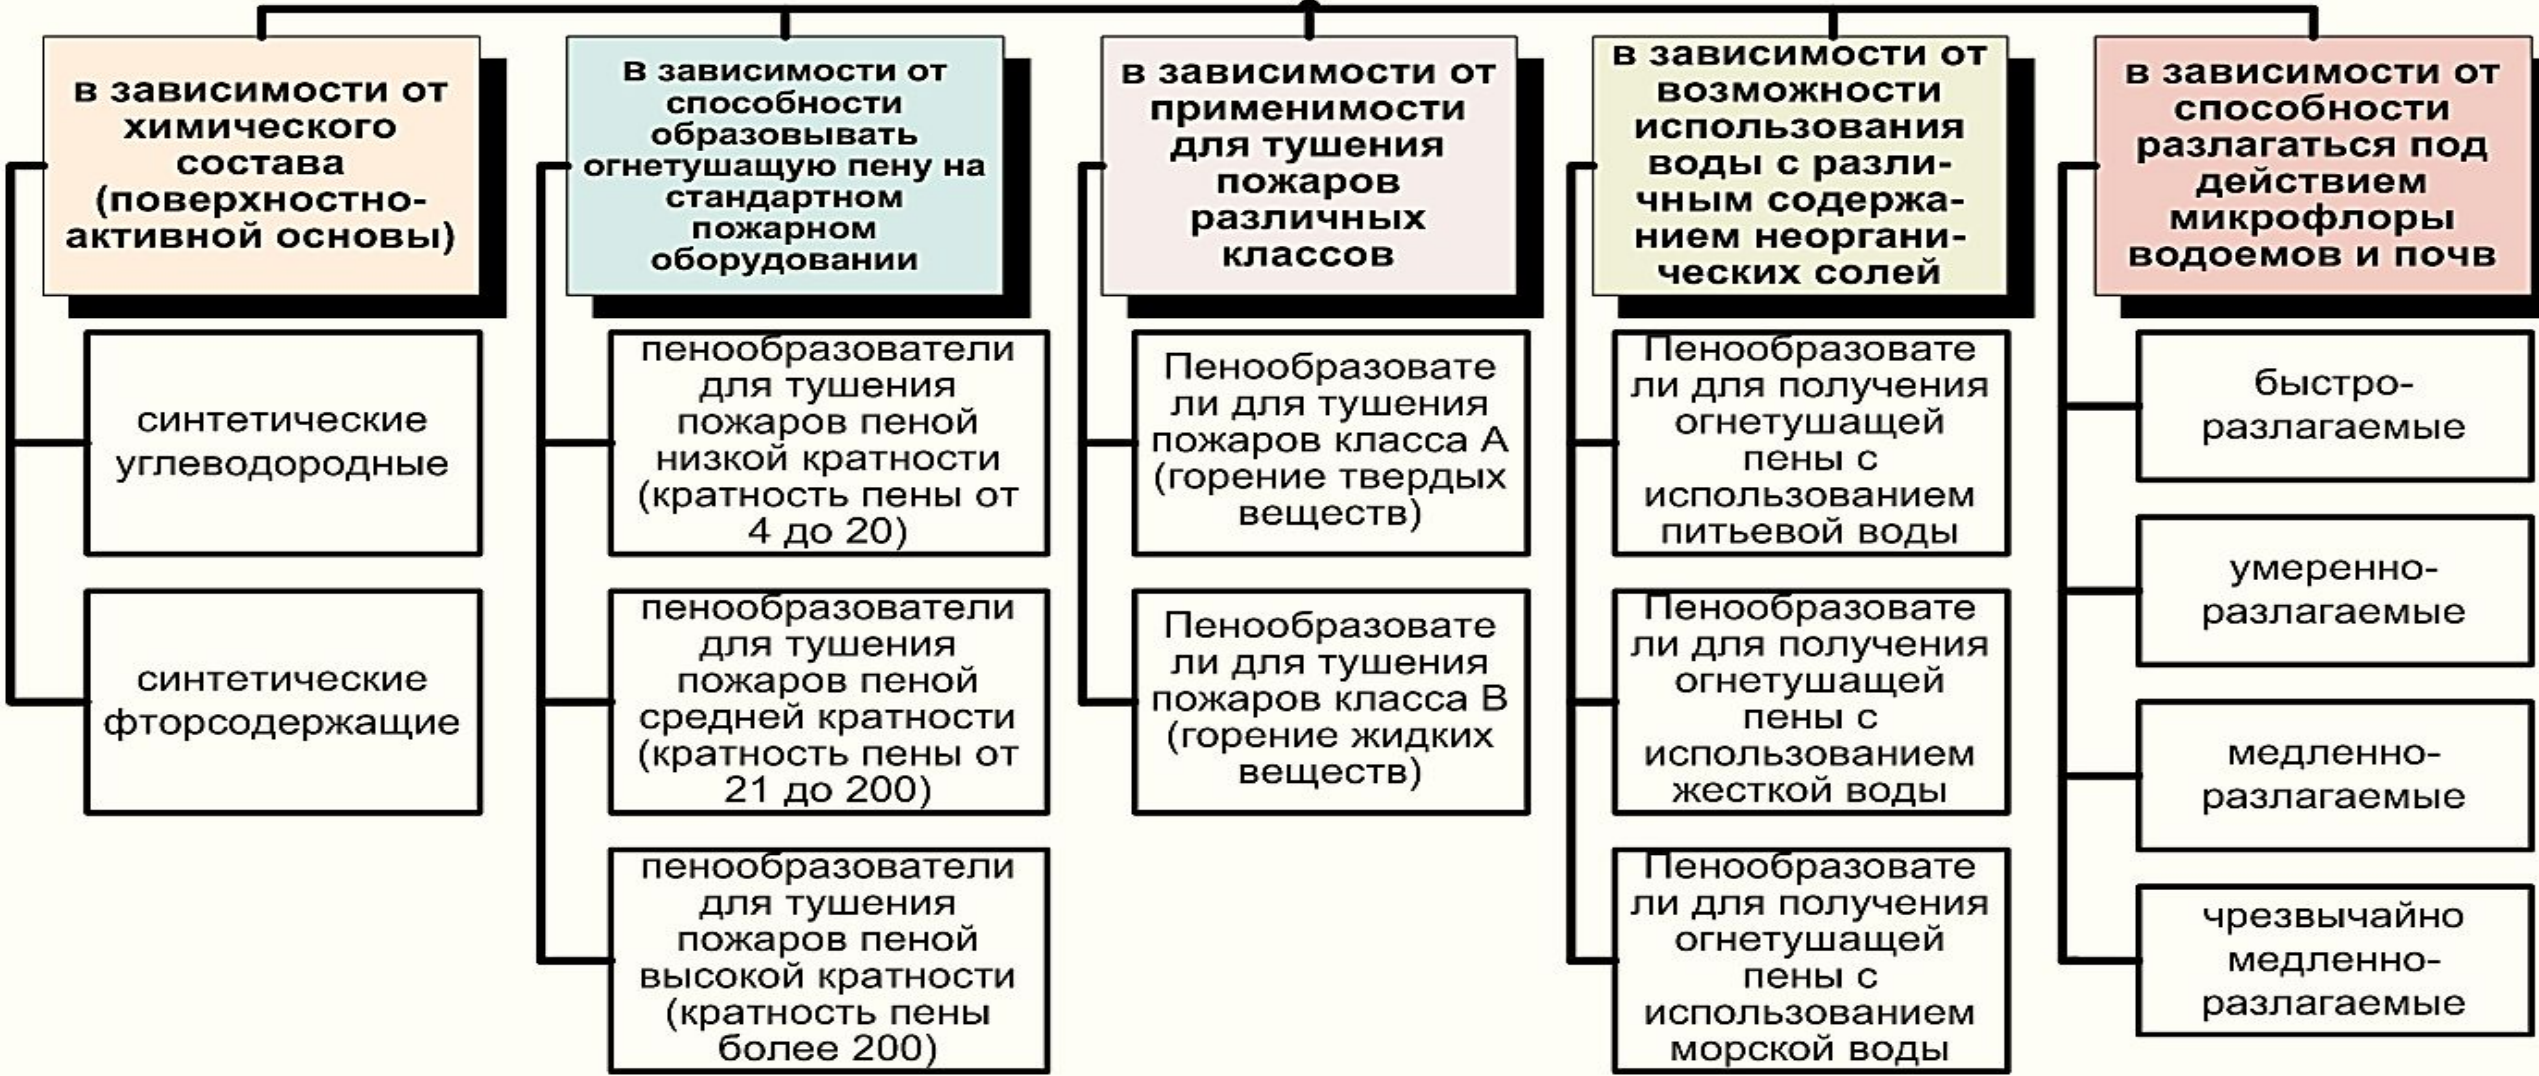 в зависимости от
химического
состава
(поверхностно-
активной основы)
синтетические
углеводородные
синтетические
фторсодержащие
В зависимости от
способности
образовывать
огнетушащую пену на
стандартном
пожарном
оборудовании
пенообразователи
для тушения
пожаров пеной
низкой кратности
(кратность пены от
4 до 20)
пенообразователи
для тушения
пожаров пеной
средней кратности
(кратность пены от
21 до 200)
пенообразователи
для тушения
пожаров пеной
высокой кратности
(кратность пены
более 200)
в зависимости от
применимости
для тушения
пожаров
различных
классов
Пенообразовате
ли для тушения
пожаров класса А
(горение твердых
веществ)
Пенообразовате
ли для тушения
пожаров класса В
(горение жидких
веществ)
в зависимости от
возможности
использования
воды с разли-
чным содержа-
нием неоргани-
ческих солей
Пенообразовате
ли для получения
огнетушащей
пены с
использованием
питьевой воды
Пенообразовате
ли для получения
огнетушащей
пены с
использованием
жесткой воды
Пенообразовате
ли для получения
огнетушащей
пены с
использованием
морской воды
в зависимости от
способности
разлагаться под
действием
микрофлоры
водоемов и почв
быстро-
разлагаемые
умеренно-
разлагаемые
медленно-
разлагаемые
чрезвычайно
медленно-
разлагаемые